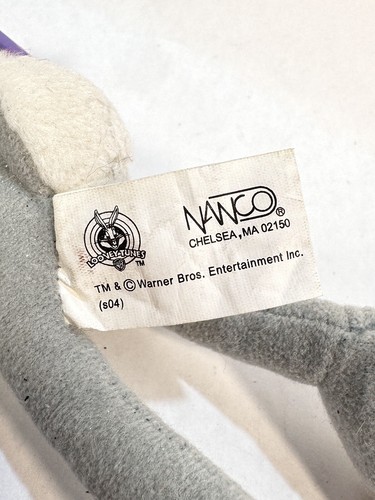 NANCO®
CHELSEA, MA 02150
LOONEY TUNES
TM
TM & © Warner Bros. Entertainment Inc.
(s04)